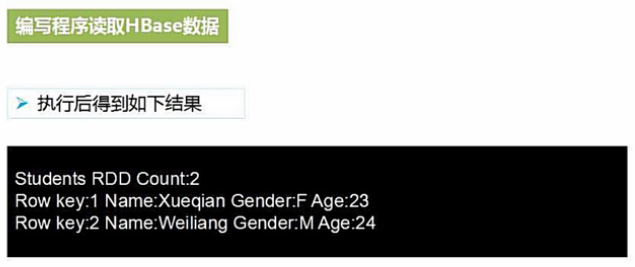 编写程序读取HBase数据
➢ 执行后得到如下结果
Students RDD Count:2
Row key:1 Name:Xueqian Gender:F Age:23
Row key:2 Name:Weiliang Gender:M Age:24